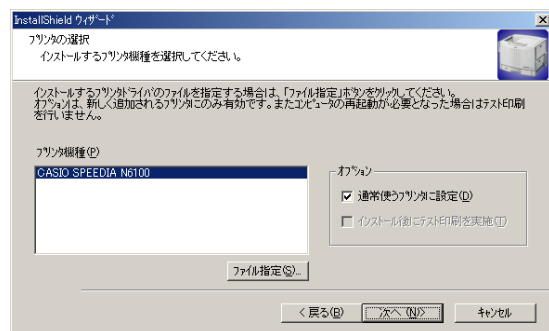 InstallShield ウィザード
プリンタの選択
インストールするプリンタ機種を選択してください。
インストールするプリンタドライバのファイルを指定する場合は、「ファイル指定」ボタンをクリックしてください。
オプションは、新しく追加されるプリンタにのみ有効です。またコンピュータの再起動が必要となった場合はテスト印刷
を行いません。
プリンタ機種(P)
CASIO SPEEDIA N6100
オプション
通常使うプリンタに設定(D)
インストール後にテスト印刷を実施(T)
ファイル指定(S)...
< 戻る(B)
次へ (N)>
キャンセル